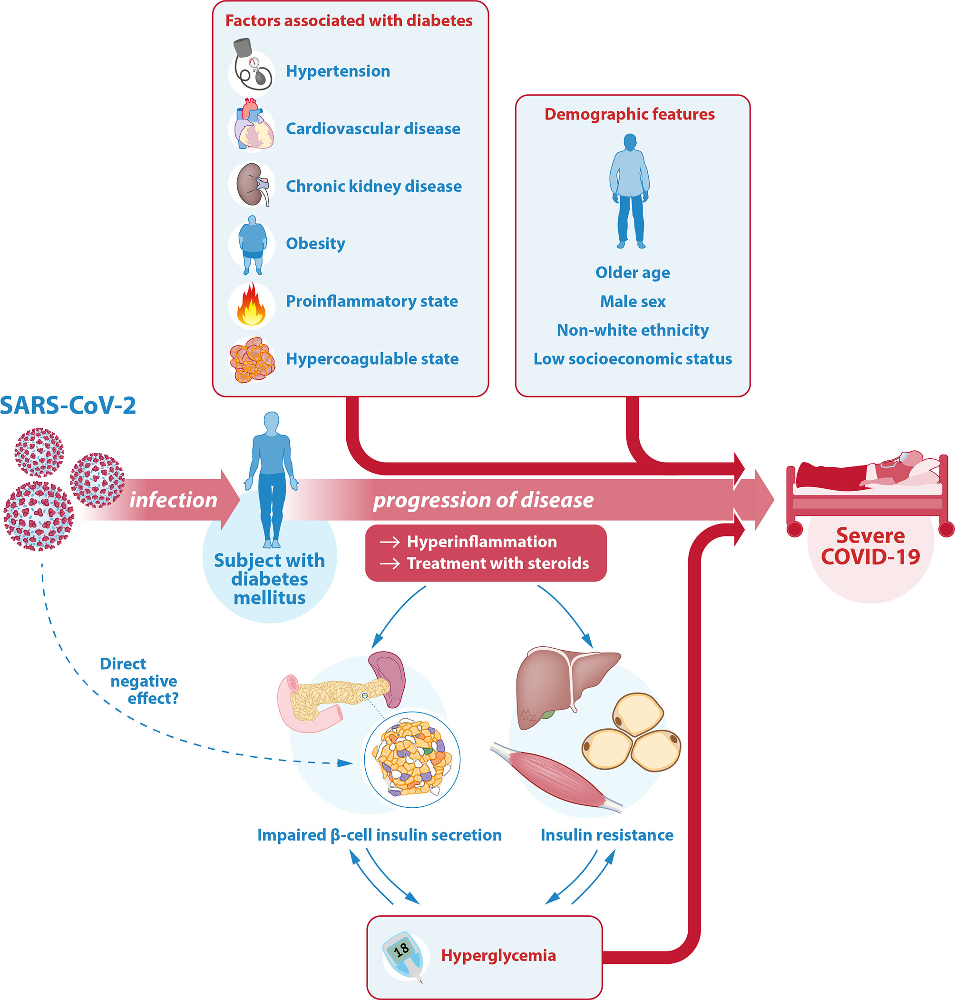 Factors associated with diabetes
Hypertension
Cardiovascular disease
Chronic kidney disease
Obesity
Proinflammatory state
Hypercoagulable state
Demographic features
Older age
Male sex
Non-white ethnicity
Low socioeconomic status
SARS-CoV-2
infection
Subject with
diabetes
mellitus
progression of disease
→ Hyperinflammation
→ Treatment with steroids
Severe
COVID-19
Direct
negative
effect?
MZ
21
Impaired β-cell insulin secretion
Insulin resistance
18
Hyperglycemia